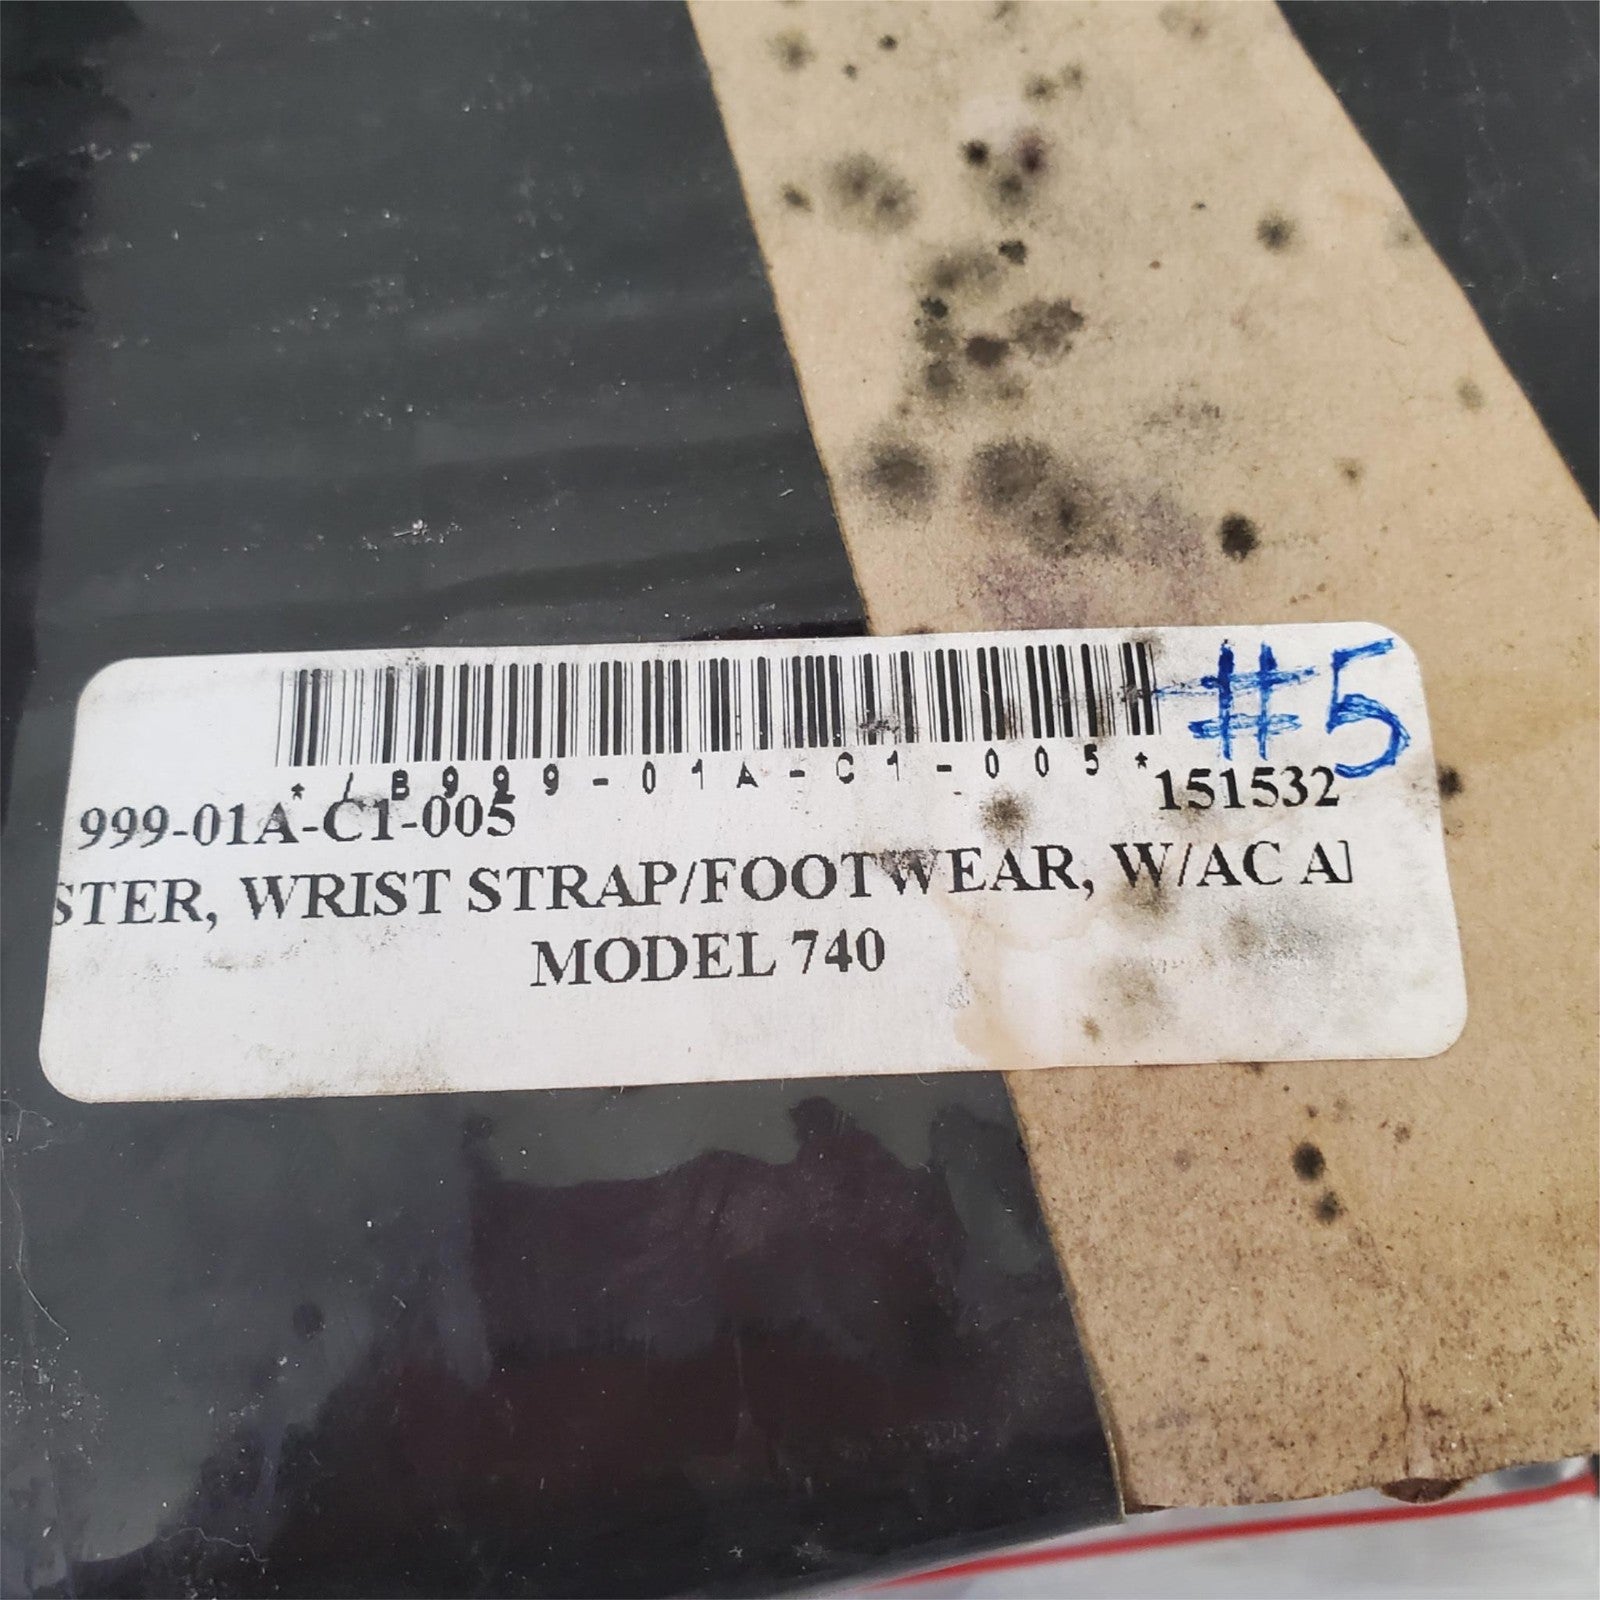 #5
*/B999-01A-C1-005*
999-01A-C1-005 151532
STER, WRIST STRAP/FOOTWEAR, W/AC
MODEL 740